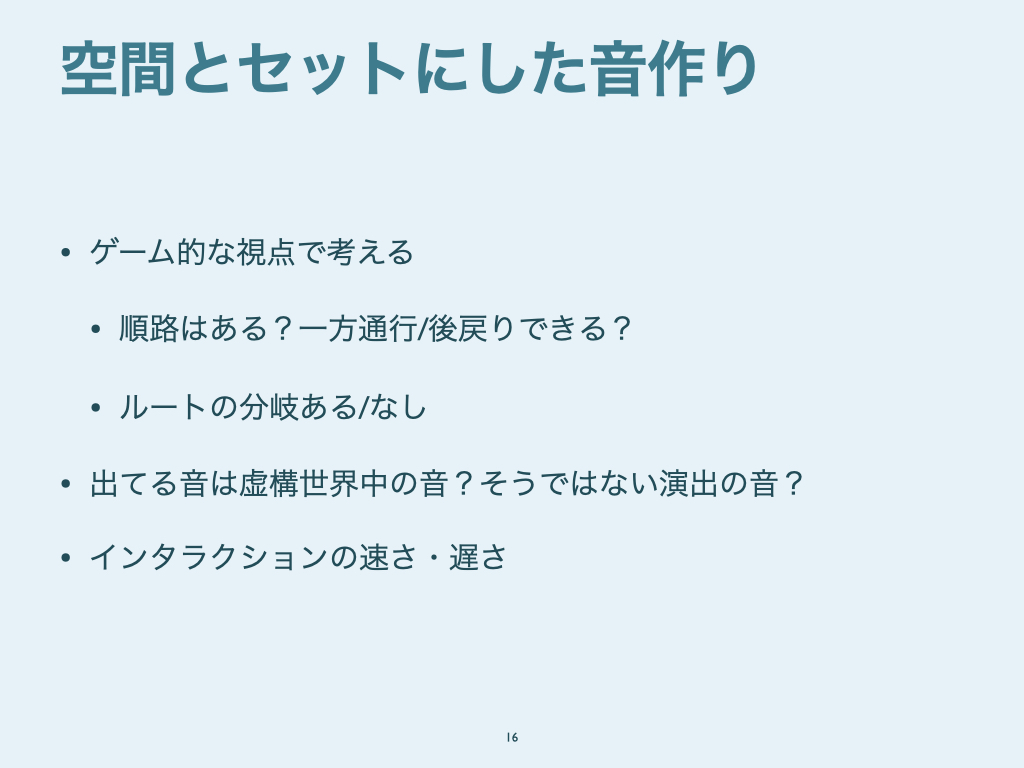 空間とセットにした音作り
• ゲーム的な視点で考える
• 順路はある？一方通行/後戻りできる？
• ルートの分岐ある/なし
• 出てる音は虚構世界中の音？そうではない演出の音？
• インタラクションの速さ・遅さ
16